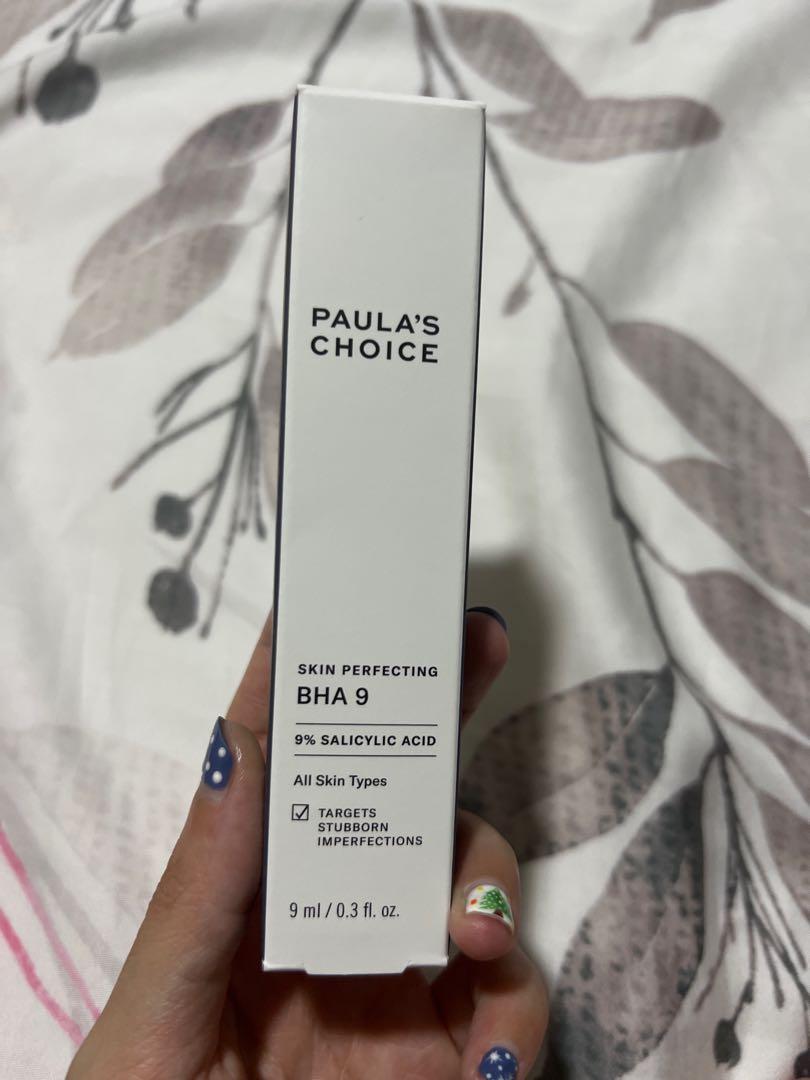 PAULA'S
CHOICE
SKIN PERFECTING
BHA 9
9% SALICYLIC ACID
All Skin Types
TARGETS
STUBBORN
IMPERFECTIONS
9 ml / 0.3 fl. oz.